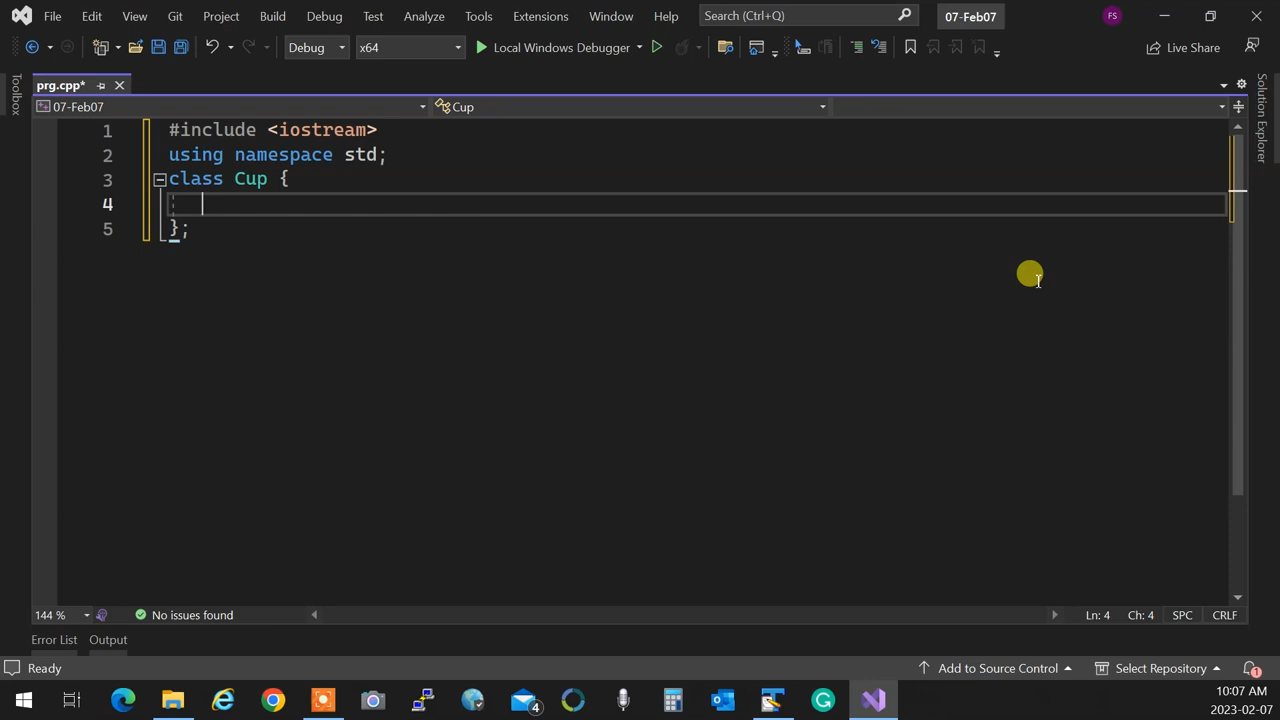 File Edit View Git Project Build Debug Test Analyze Tools Extensions Window Help Search (Ctrl+Q) 07-Feb07 FS
Debug x64 Local Windows Debugger Live Share
Toolbox
prg.cpp*
07-Feb07 Cup
1 #include <iostream>
2 using namespace std;
3 class Cup {
4
5 };
Solution Explorer
144 % No issues found Ln: 4 Ch: 4 SPC CRLF
Error List Output
Ready Add to Source Control Select Repository 1
4 10:07 AM
2023-02-07